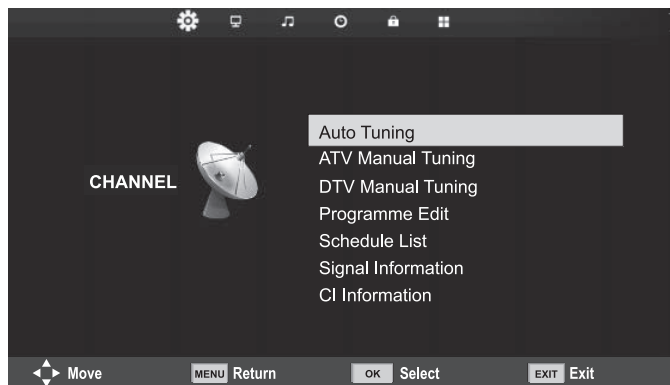 CHANNEL
Auto Tuning
ATV Manual Tuning
DTV Manual Tuning
Programme Edit
Schedule List
Signal Information
CI Information
Move MENU Return OK Select EXIT Exit